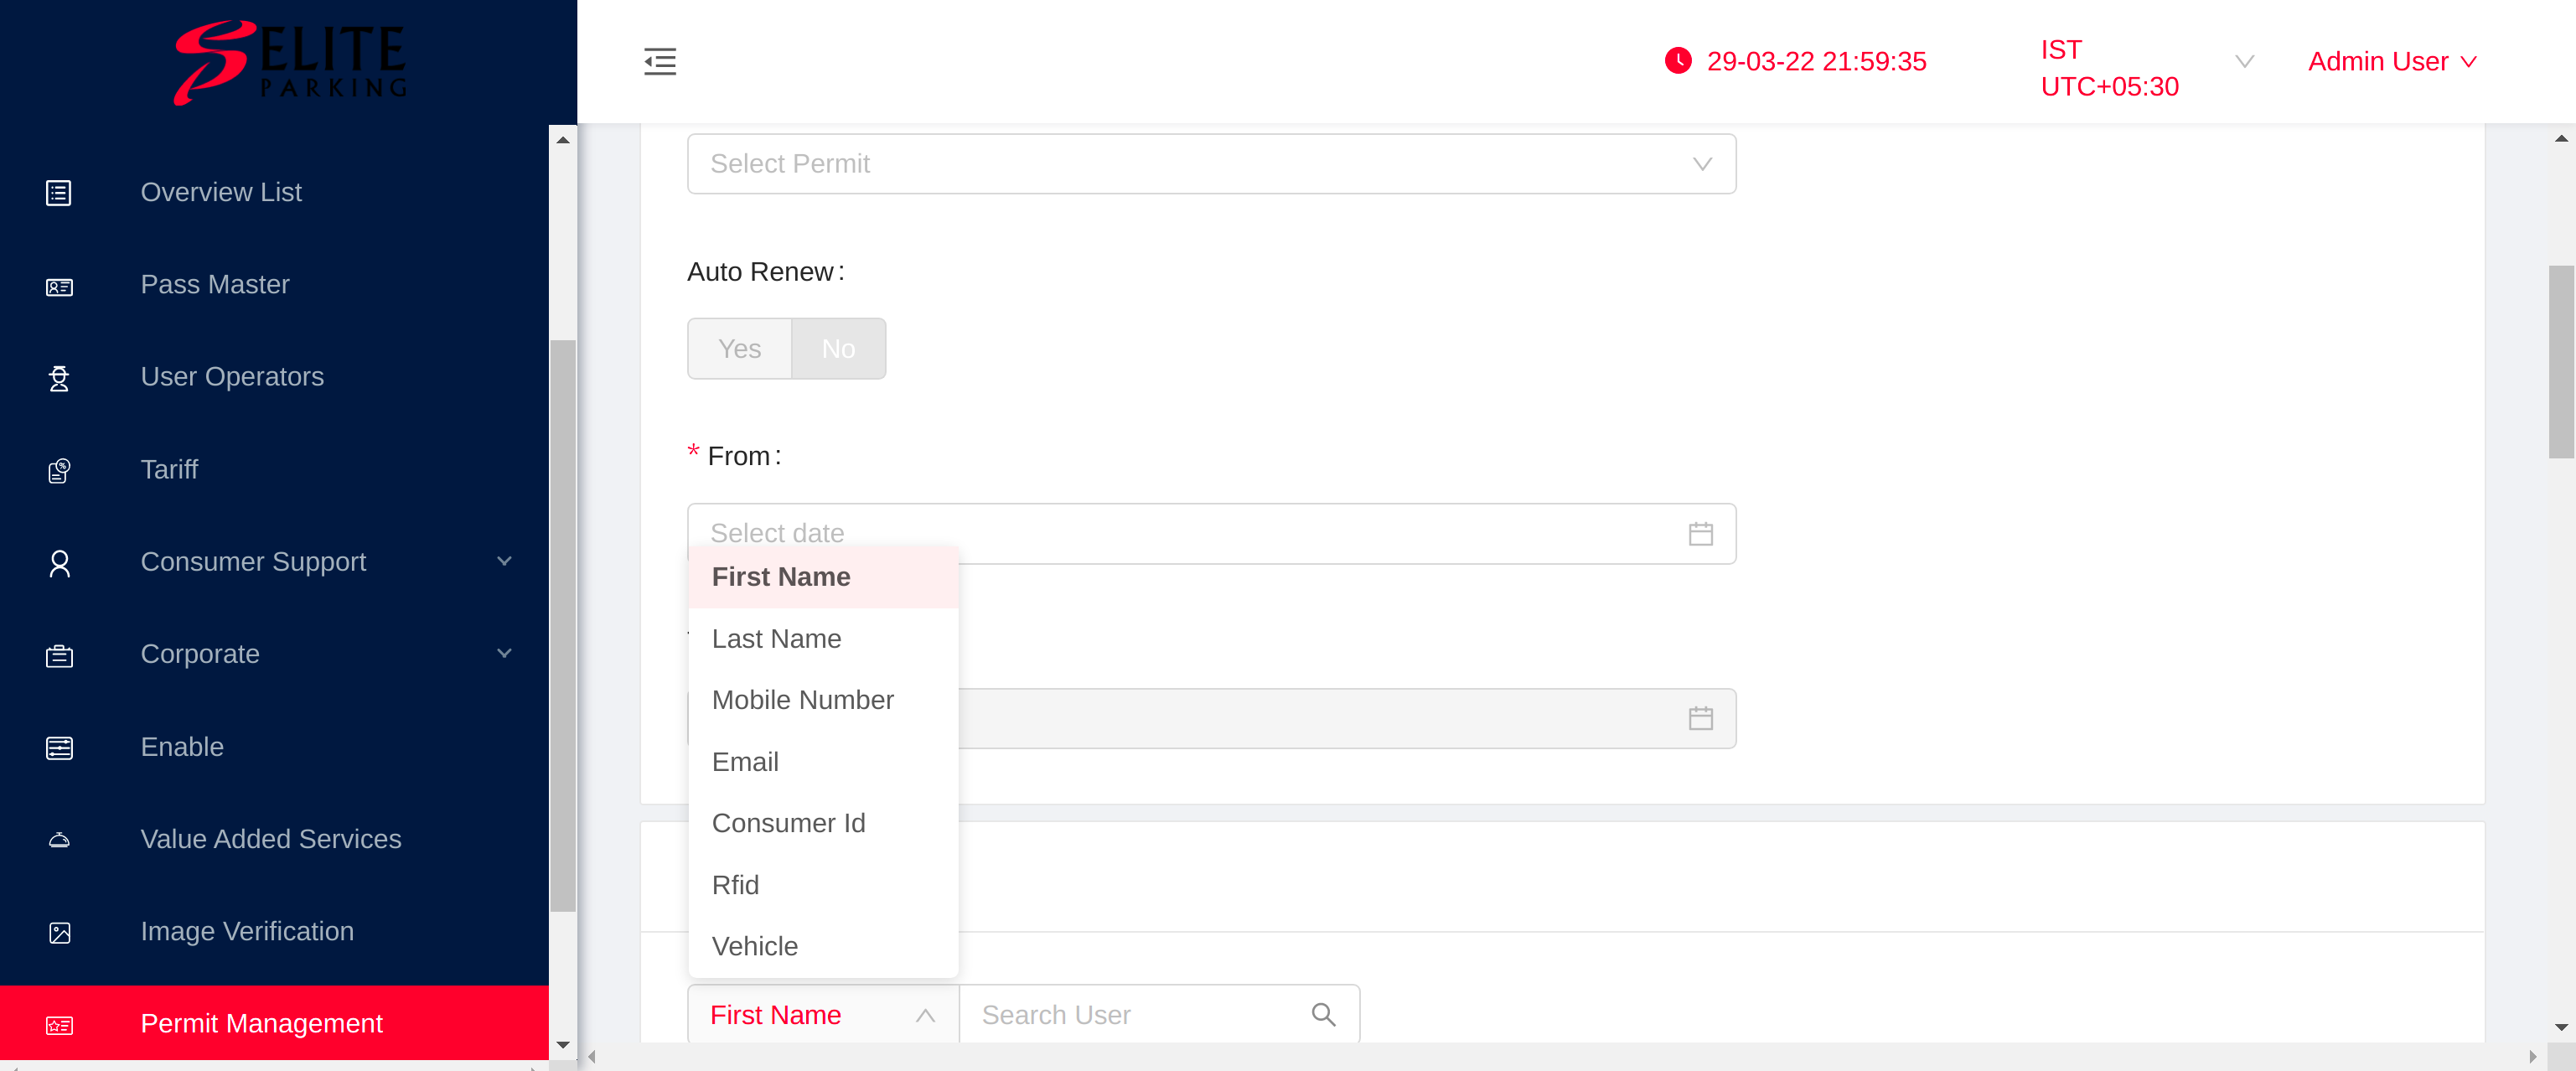 ELITE
PARKING
29-03-22 21:59:35
IST
UTC+05:30
Admin User
Overview List
Pass Master
User Operators
Tariff
Consumer Support
Corporate
Enable
Value Added Services
Image Verification
Permit Management
Select Permit
Auto Renew:
Yes
No
* From:
Select date
First Name
Last Name
Mobile Number
Email
Consumer Id
Rfid
Vehicle
First Name
Search User